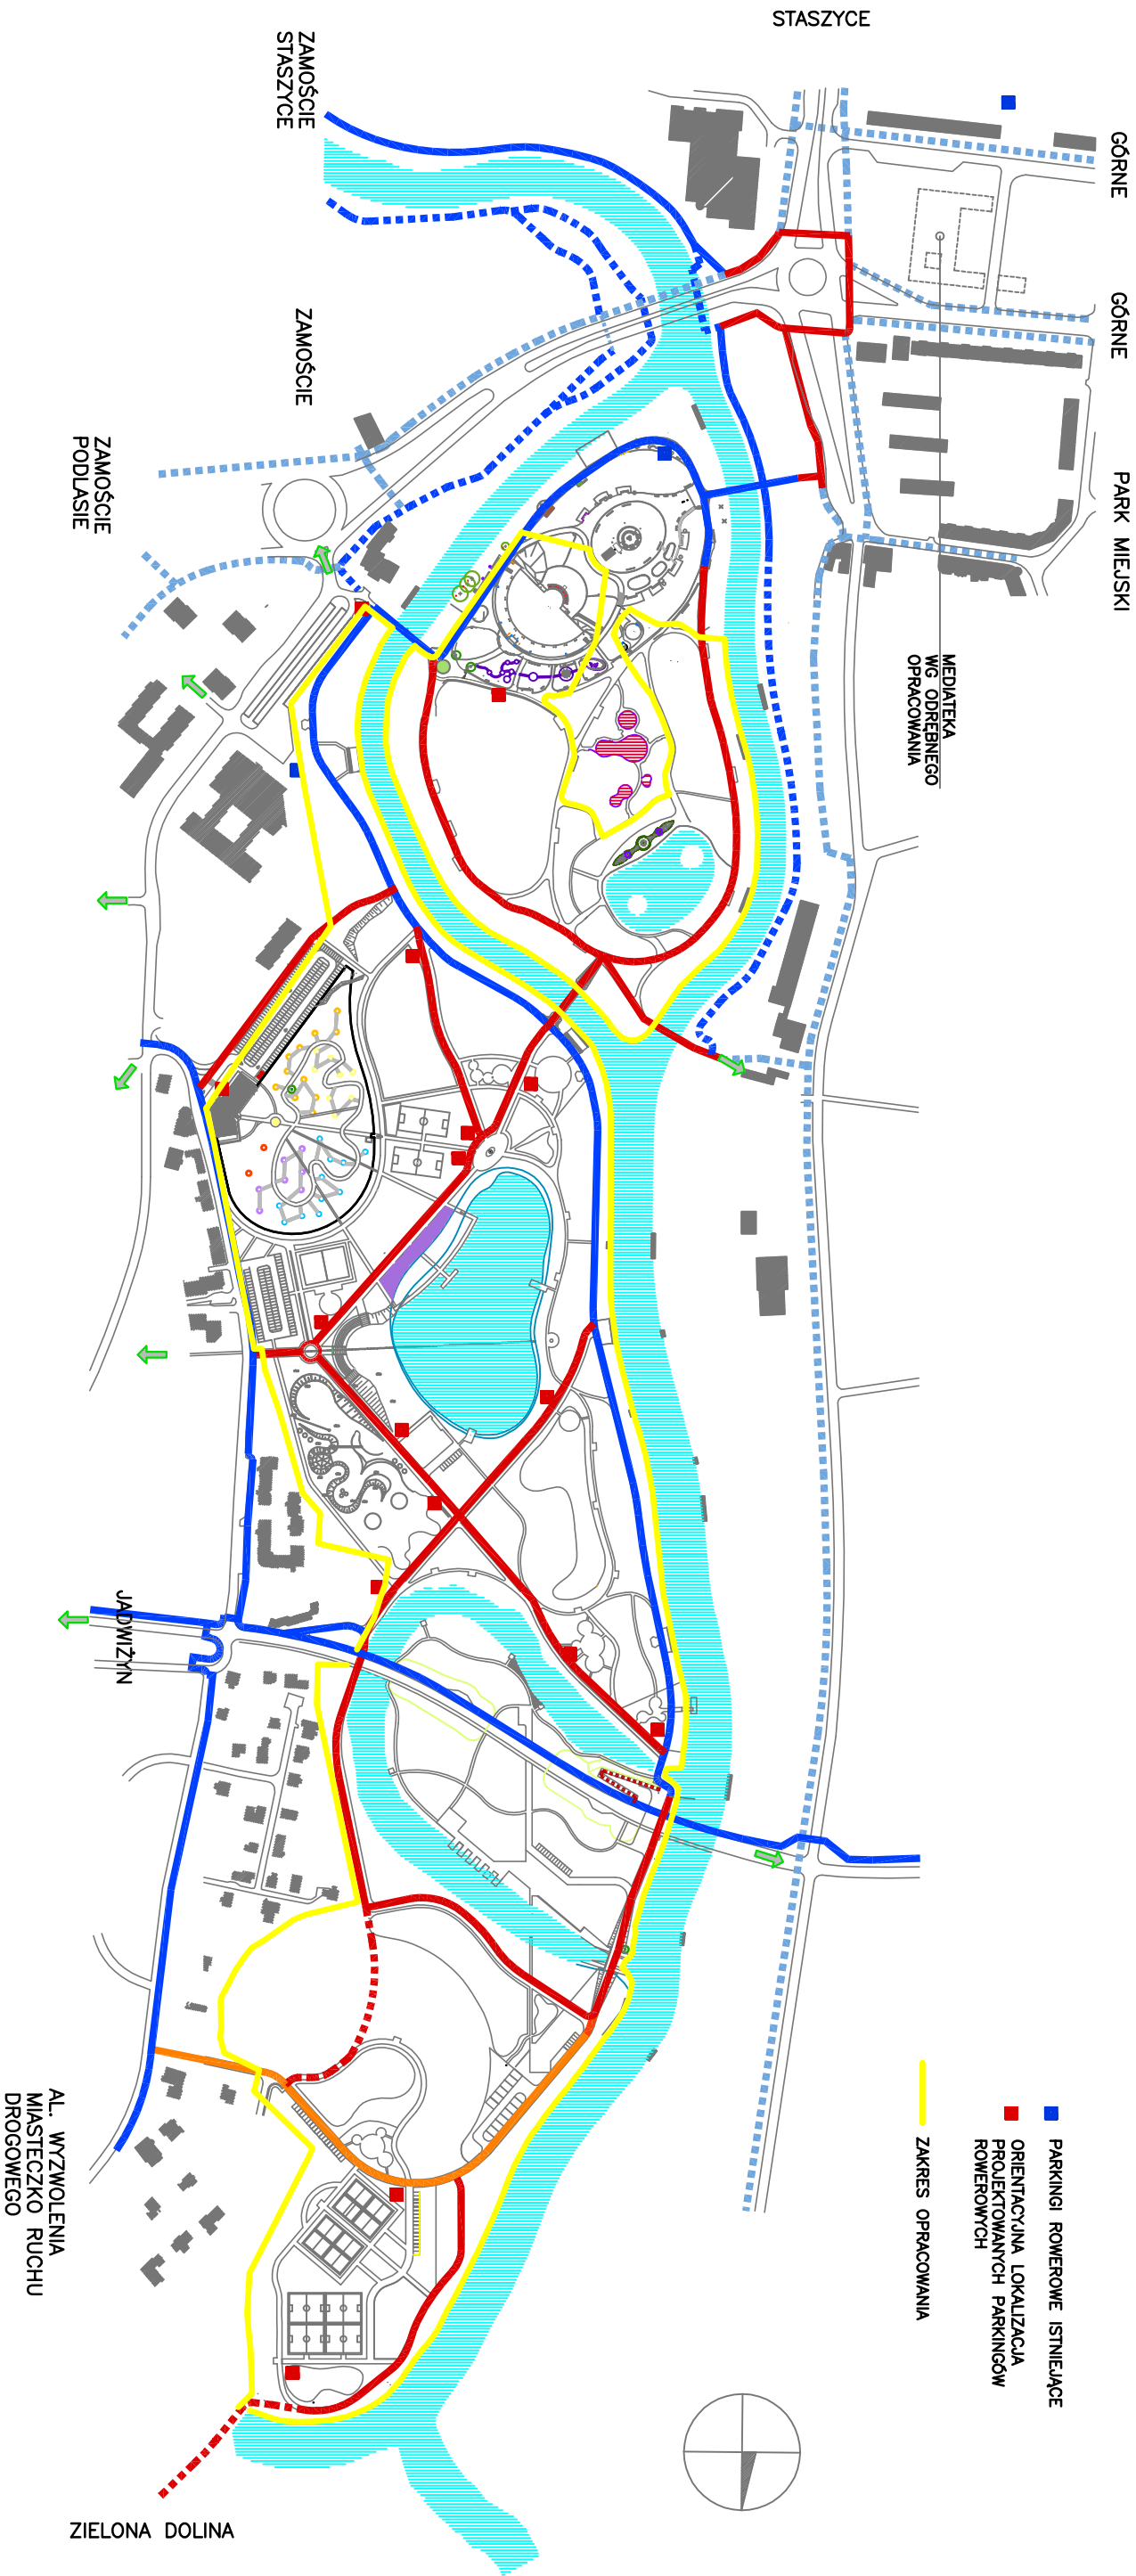 STASZYCE
GÓRNE
GÓRNE
PARK MIEJSKI
ZAMOŚCIE
STASZYCE
ZAMOŚCIE
ZAMOŚCIE
PODLASIE
MEDIATEKA
WG ODRĘBNEGO
OPRACOWANIA
JADWIŻYN
PARKINGI ROWEROWE ISTNIEJĄCE
ORIENTACYJNA LOKALIZACJA
PROJEKTOWANYCH PARKINGÓW
ROWEROWYCH
ZAKRES OPRACOWANIA
AL. WYZWOLENIA
MIASTECZKO RUCHU
DROGOWEGO
ZIELONA DOLINA